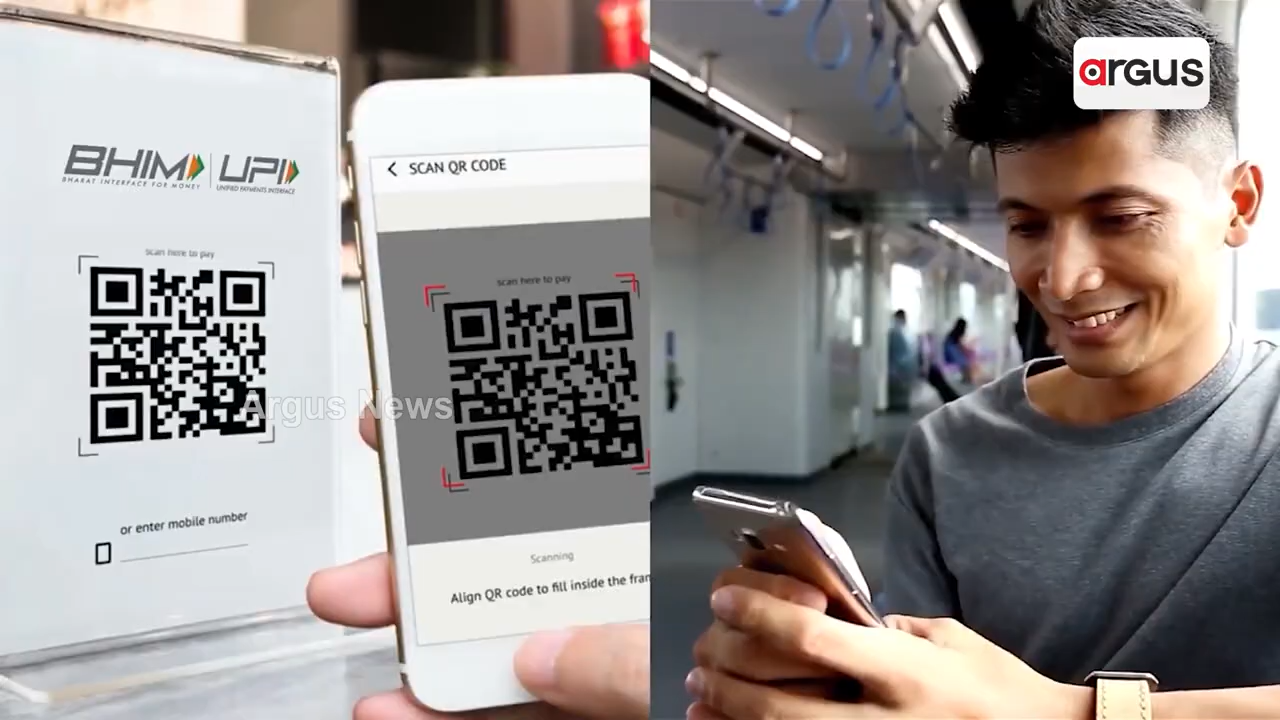 BHIM UPI
BHARAT INTERFACE FOR MONEY UNIFIED PAYMENTS INTERFACE
scan here to pay
or enter mobile number
SCAN QR CODE
scan here to pay
Scanning
Align QR code to fill inside the fram
argus
Argus News